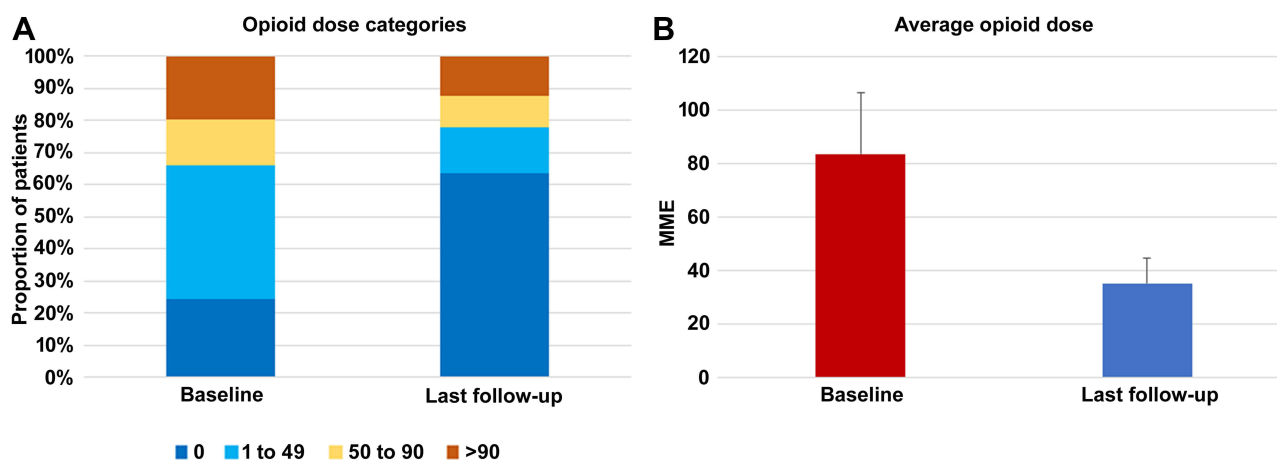 A
Opioid dose categories
Proportion of patients
100%
90%
80%
70%
60%
50%
40%
30%
20%
10%
0%
Baseline
Last follow-up
0
1 to 49
50 to 90
>90
B
Average opioid dose
MME
120
100
80
60
40
20
0
Baseline
Last follow-up